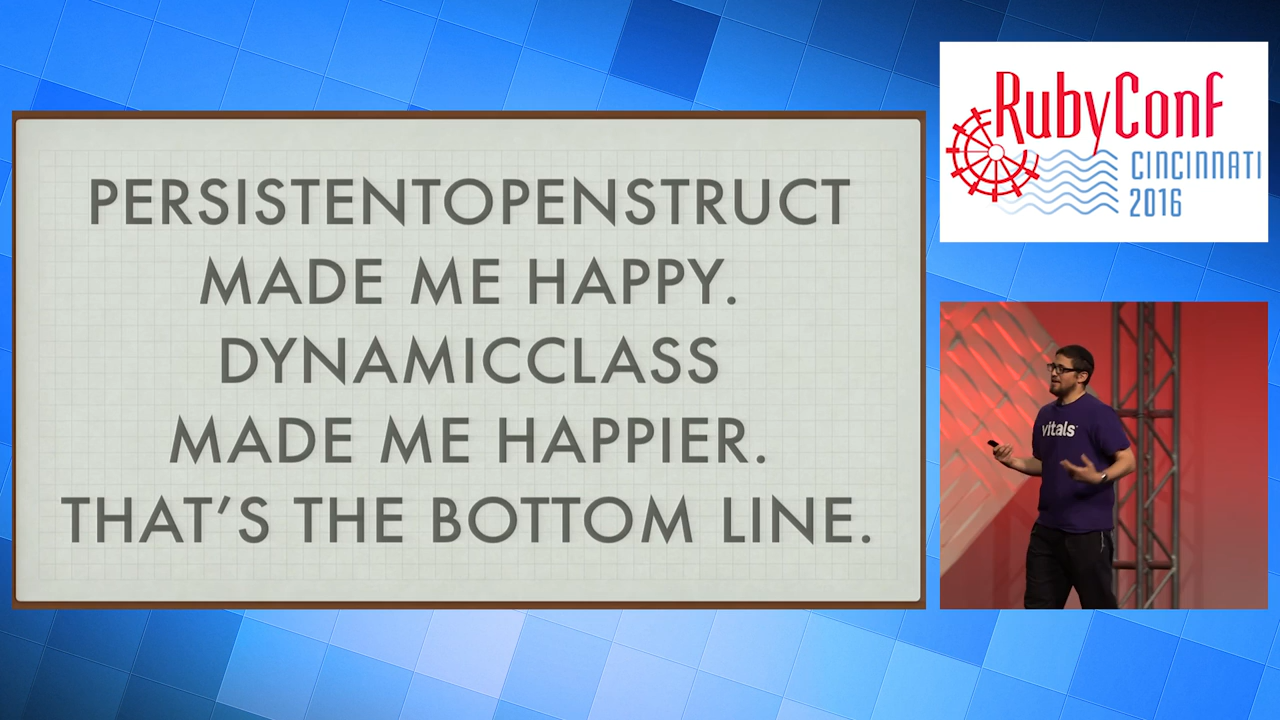 PERSISTENTOPENSTRUCT
MADE ME HAPPY.
DYNAMICCLASS
MADE ME HAPPIER.
THAT'S THE BOTTOM LINE.
RubyConf
CINCINNATI
2016
vitals